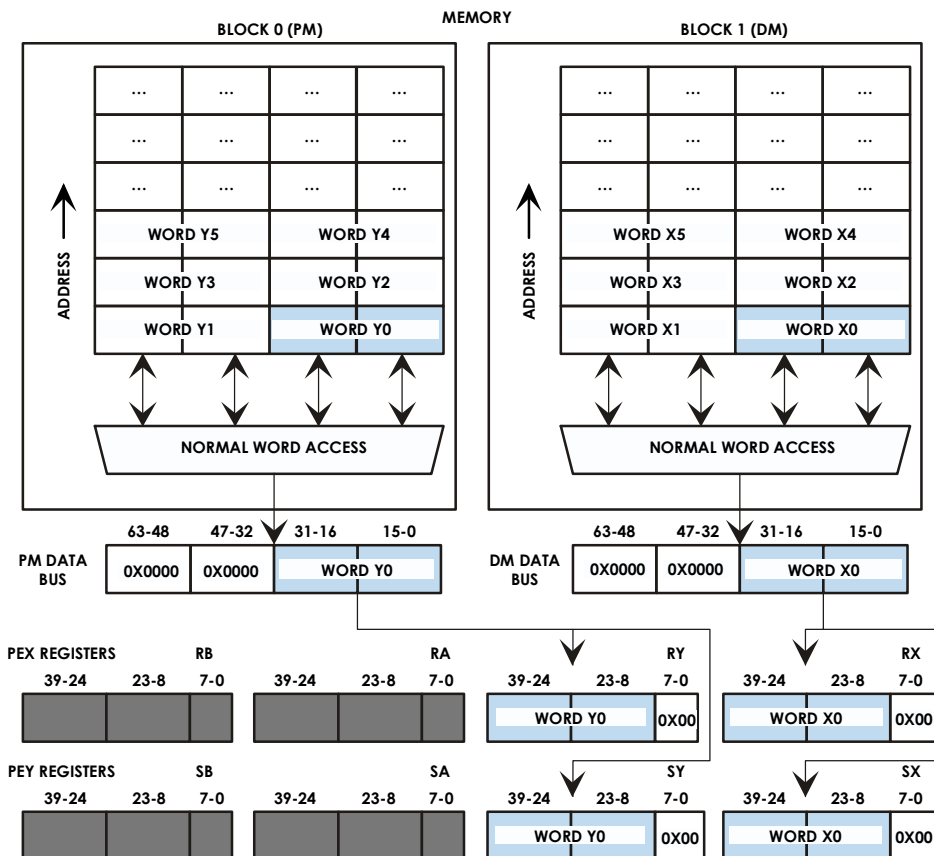 MEMORY
BLOCK 0 (PM) BLOCK 1 (DM)
... ... ... ... ... ... ... ...
... ... ... ... ... ... ... ...
... ... ... ... ... ... ... ...
WORD Y5 WORD Y4 WORD X5 WORD X4
ADDRESS ADDRESS
WORD Y3 WORD Y2 WORD X3 WORD X2
WORD Y1 WORD Y0 WORD X1 WORD X0
NORMAL WORD ACCESS NORMAL WORD ACCESS
63-48 47-32 31-16 15-0 63-48 47-32 31-16 15-0
PM DATA BUS 0X0000 0X0000 WORD Y0 DM DATA BUS 0X0000 0X0000 WORD X0
PEX REGISTERS RB RA RY RX
39-24 23-8 7-0 39-24 23-8 7-0 39-24 23-8 7-0 39-24 23-8 7-0
WORD Y0 0X00 WORD X0 0X00
PEY REGISTERS SB SA SY SX
39-24 23-8 7-0 39-24 23-8 7-0 39-24 23-8 7-0 39-24 23-8 7-0
WORD Y0 0X00 WORD X0 0X00